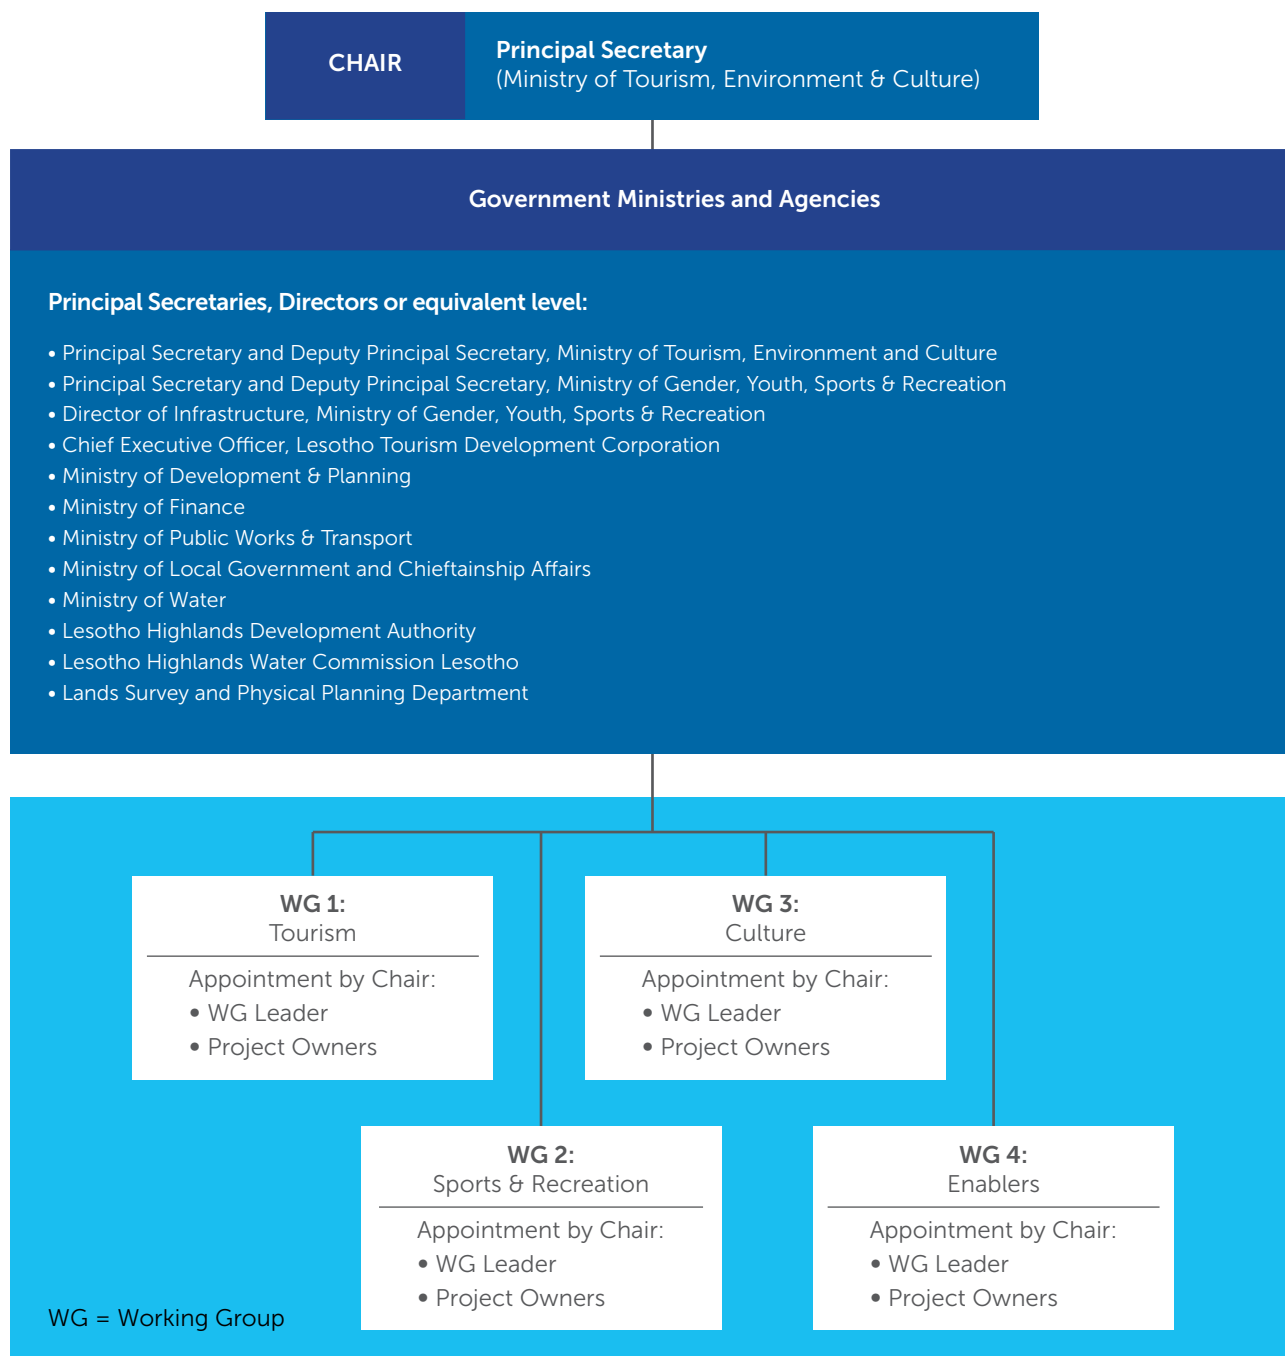 CHAIR
Principal Secretary
(Ministry of Tourism, Environment & Culture)
Government Ministries and Agencies
Principal Secretaries, Directors or equivalent level:
• Principal Secretary and Deputy Principal Secretary, Ministry of Tourism, Environment and Culture
• Principal Secretary and Deputy Principal Secretary, Ministry of Gender, Youth, Sports & Recreation
• Director of Infrastructure, Ministry of Gender, Youth, Sports & Recreation
• Chief Executive Officer, Lesotho Tourism Development Corporation
• Ministry of Development & Planning
• Ministry of Finance
• Ministry of Public Works & Transport
• Ministry of Local Government and Chieftainship Affairs
• Ministry of Water
• Lesotho Highlands Development Authority
• Lesotho Highlands Water Commission Lesotho
• Lands Survey and Physical Planning Department
WG 1:
Tourism
Appointment by Chair:
• WG Leader
• Project Owners
WG 3:
Culture
Appointment by Chair:
• WG Leader
• Project Owners
WG 2:
Sports & Recreation
Appointment by Chair:
• WG Leader
• Project Owners
WG 4:
Enablers
Appointment by Chair:
• WG Leader
• Project Owners
WG = Working Group